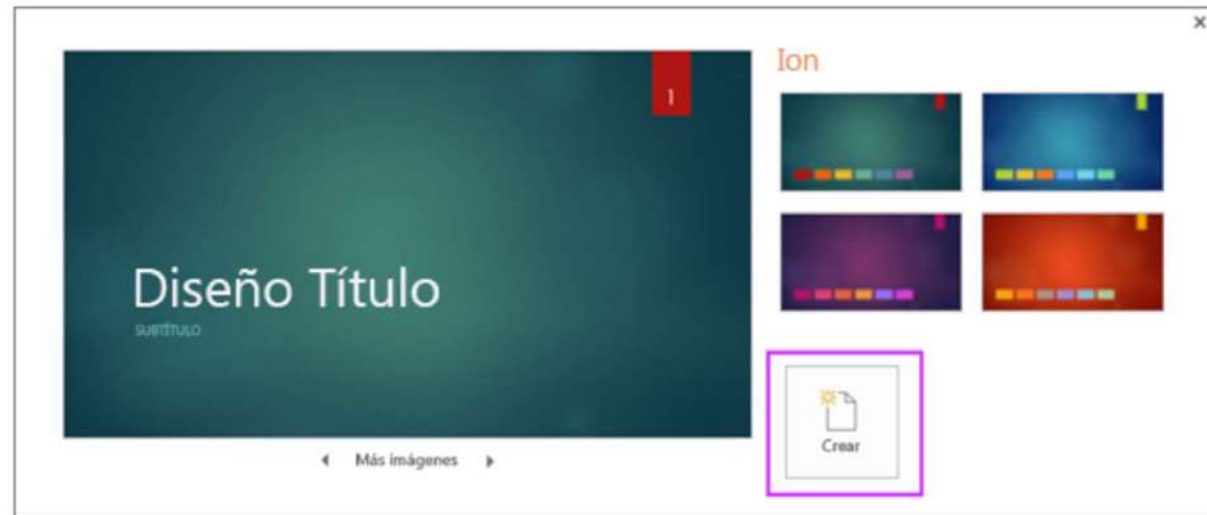 Ion
1
Diseño Título
SUBTÍTULO
Crear
Más imágenes